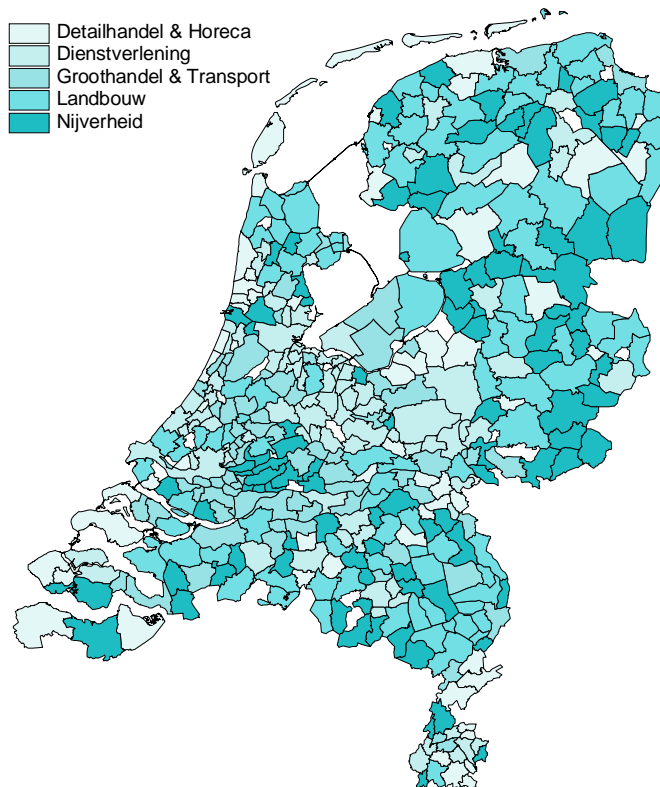 Detailhandel & Horeca
Dienstverlening
Groothandel & Transport
Landbouw
Nijverheid